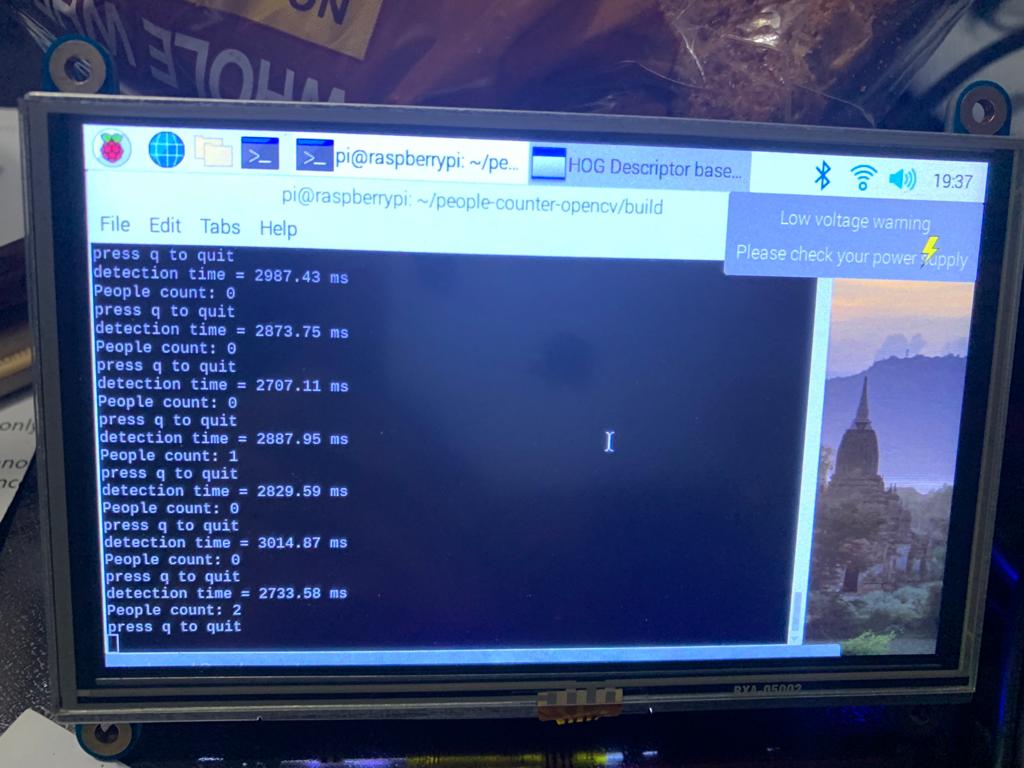 ON
WHOLE
pi@raspberrypi: ~/pe...
HOG Descriptor base...
19:37
pi@raspberrypi: ~/people-counter-opencv/build
Low voltage warning
Please check your power supply
File Edit Tabs Help
press q to quit
detection time = 2987.43 ms
People count: 0
press q to quit
detection time = 2873.75 ms
People count: 0
press q to quit
detection time = 2707.11 ms
People count: 0
press q to quit
detection time = 2887.95 ms
People count: 1
press q to quit
detection time = 2829.59 ms
People count: 0
press q to quit
detection time = 3014.87 ms
People count: 0
press q to quit
detection time = 2733.58 ms
People count: 2
press q to quit
only